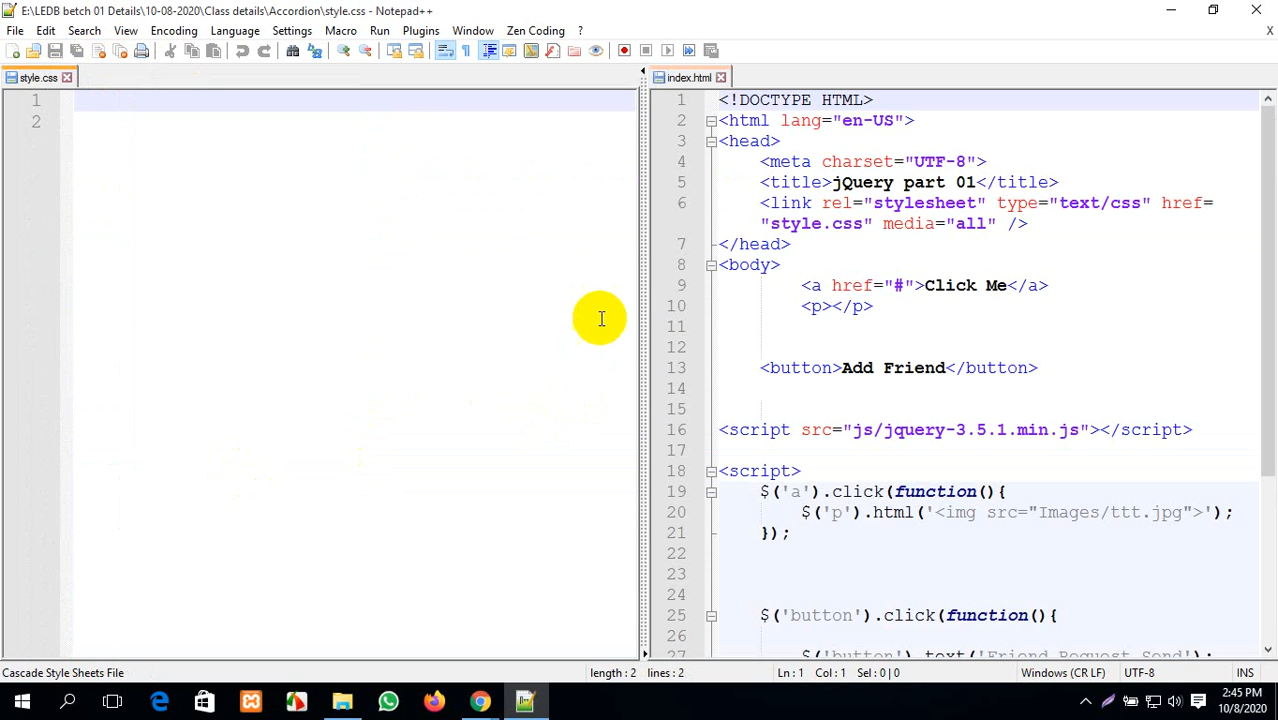 E:\LEDB betch 01 Details\10-08-2020\Class details\Accordion\style.css - Notepad++
File Edit Search View Encoding Language Settings Macro Run Plugins Window Zen Coding ? X
style.css
index.html
1
2
1 <!DOCTYPE HTML>
2 <html lang="en-US">
3 <head>
4 <meta charset="UTF-8">
5 <title>jQuery part 01</title>
6 <link rel="stylesheet" type="text/css" href=
"style.css" media="all" />
7 </head>
8 <body>
9 <a href="#">Click Me</a>
10 <p></p>
11
12
13 <button>Add Friend</button>
14
15
16 <script src="js/jquery-3.5.1.min.js"></script>
17
18 <script>
19 $('a').click(function(){
20 $('p').html('<img src="Images/ttt.jpg">');
21 });
22
23
24
25 $('button').click(function(){
26
27 $('button').text('Friend Request Send');
Cascade Style Sheets File length : 2 lines : 2 Ln : 1 Col : 1 Sel : 0 | 0 Windows (CR LF) UTF-8 INS
2:45 PM
10/8/2020